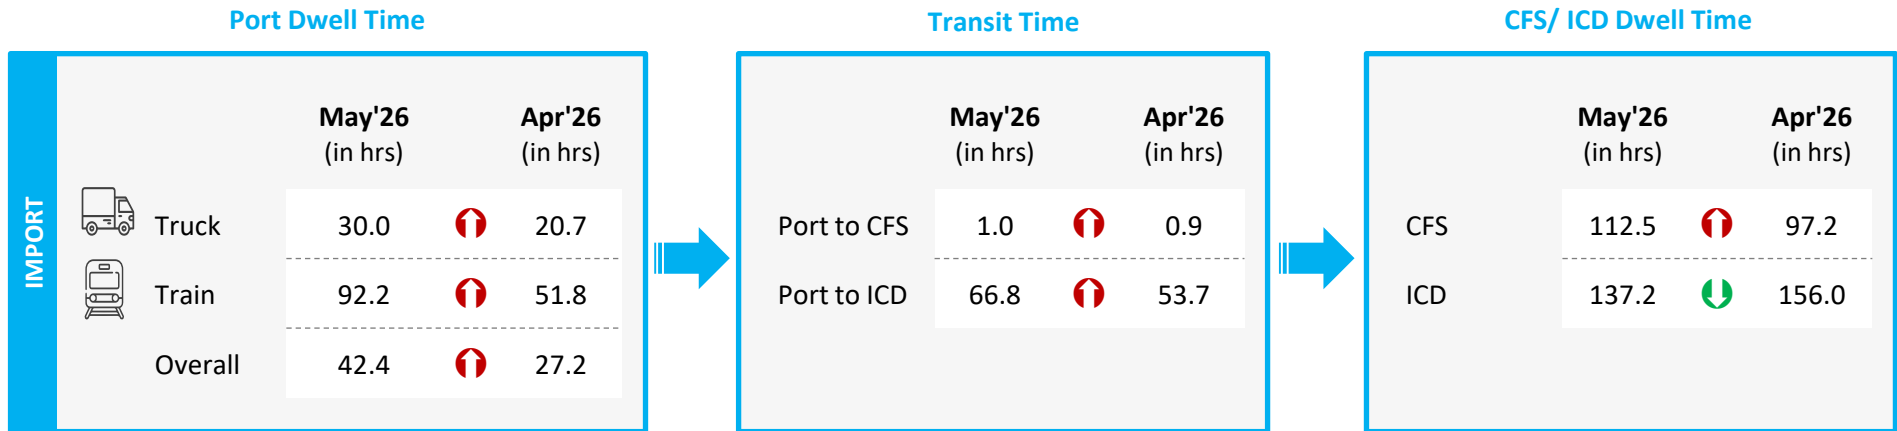 Port Dwell Time
Transit Time
CFS/ ICD Dwell Time
IMPORT
May'26 Apr'26
(in hrs) (in hrs)
Truck 30.0 20.7
Train 92.2 51.8
Overall 42.4 27.2
May'26 Apr'26
(in hrs) (in hrs)
Port to CFS 1.0 0.9
Port to ICD 66.8 53.7
May'26 Apr'26
(in hrs) (in hrs)
CFS 112.5 97.2
ICD 137.2 156.0